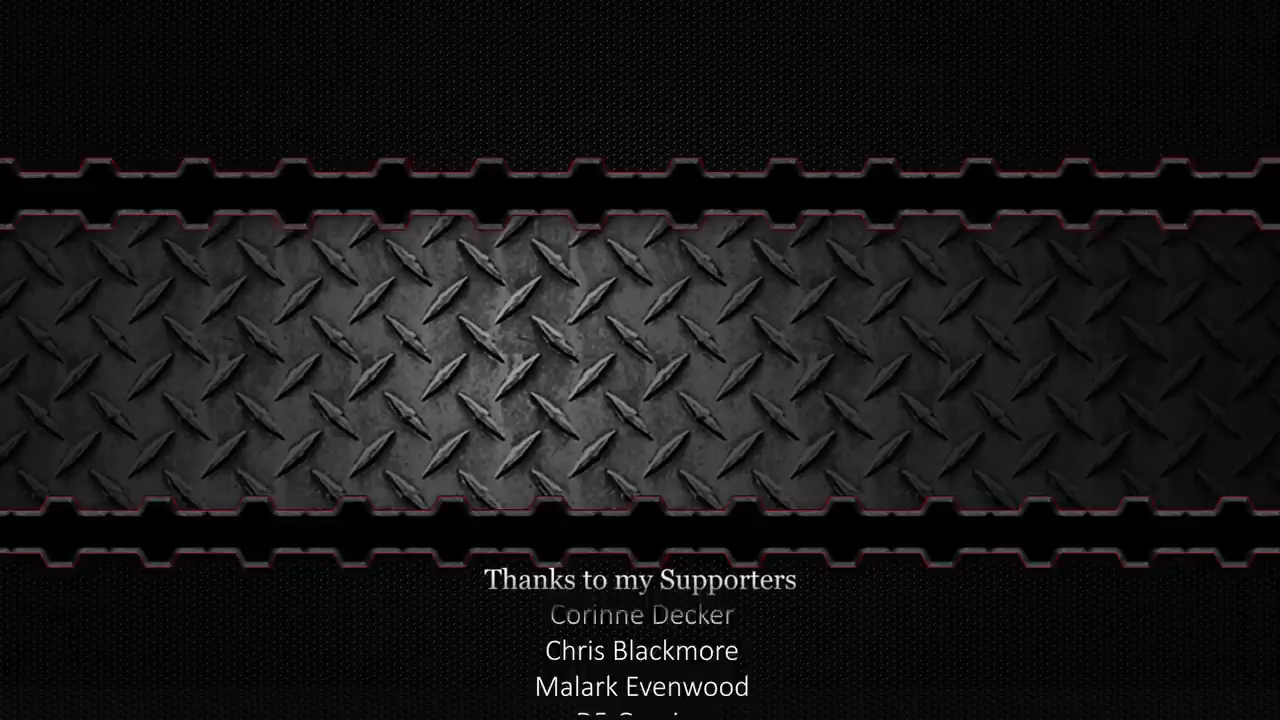 Thanks to my Supporters
Corinne Decker
Chris Blackmore
Malark Evenwood